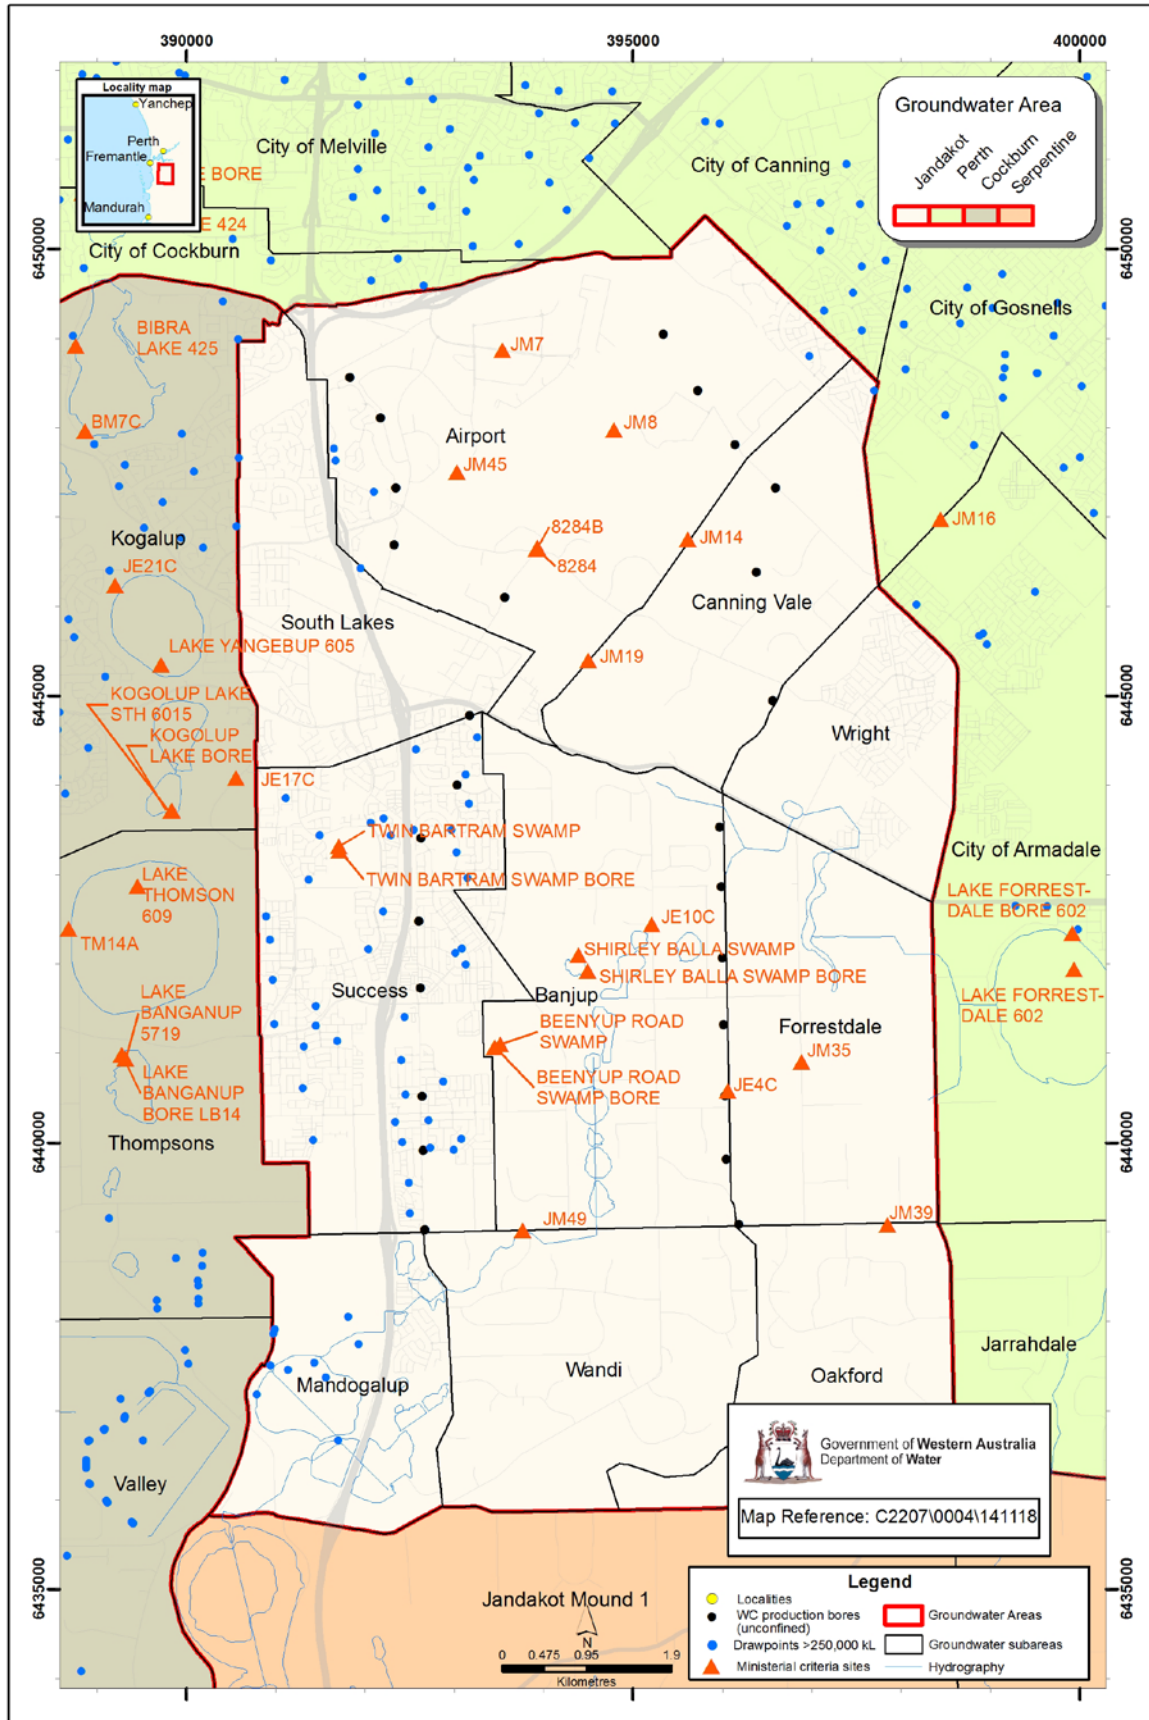 390000
395000
400000
Locality map
Yanchep
Perth
Fremantle
Mandurah
E BORE
E 424
City of Melville
City of Canning
City of Cockburn
Groundwater Area
Jandakot
Perth
Cockburn
Serpentine
6450000
6450000
City of Gosnells
BIBRA
LAKE 425
JM7
BM7C
JM8
Airport
JM45
JM16
8284B
8284
JM14
Kogalup
JE21C
Canning Vale
South Lakes
LAKE YANGEBUP 605
JM19
KOGOLUP LAKE
STH 6015
KOGOLUP
LAKE BORE
6445000
6445000
Wright
JE17C
TWIN BARTRAM SWAMP
TWIN BARTRAM SWAMP BORE
City of Armadale
LAKE
THOMSON
609
LAKE FORREST-
DALE BORE 602
TM14A
JE10C
SHIRLEY BALLA SWAMP
SHIRLEY BALLA SWAMP BORE
LAKE
BANGANUP
5719
Success
Banjup
LAKE FORREST-
DALE 602
BEENYUP ROAD
SWAMP
Forrestdale
JM35
LAKE
BANGANUP
BORE LB14
BEENYUP ROAD
SWAMP BORE
JE4C
Thompsons
6440000
6440000
JM49
JM39
Jarrahdale
Mandogalup
Wandi
Oakford
Valley
Government of Western Australia
Department of Water
Map Reference: C2207\0004\141118
6435000
6435000
Jandakot Mound 1
N
0 0.475 0.95 1.9
Kilometres
Legend
Localities
WC production bores
(unconfined)
Drawpoints >250,000 kL
Ministerial criteria sites
Groundwater Areas
Groundwater subareas
Hydrography